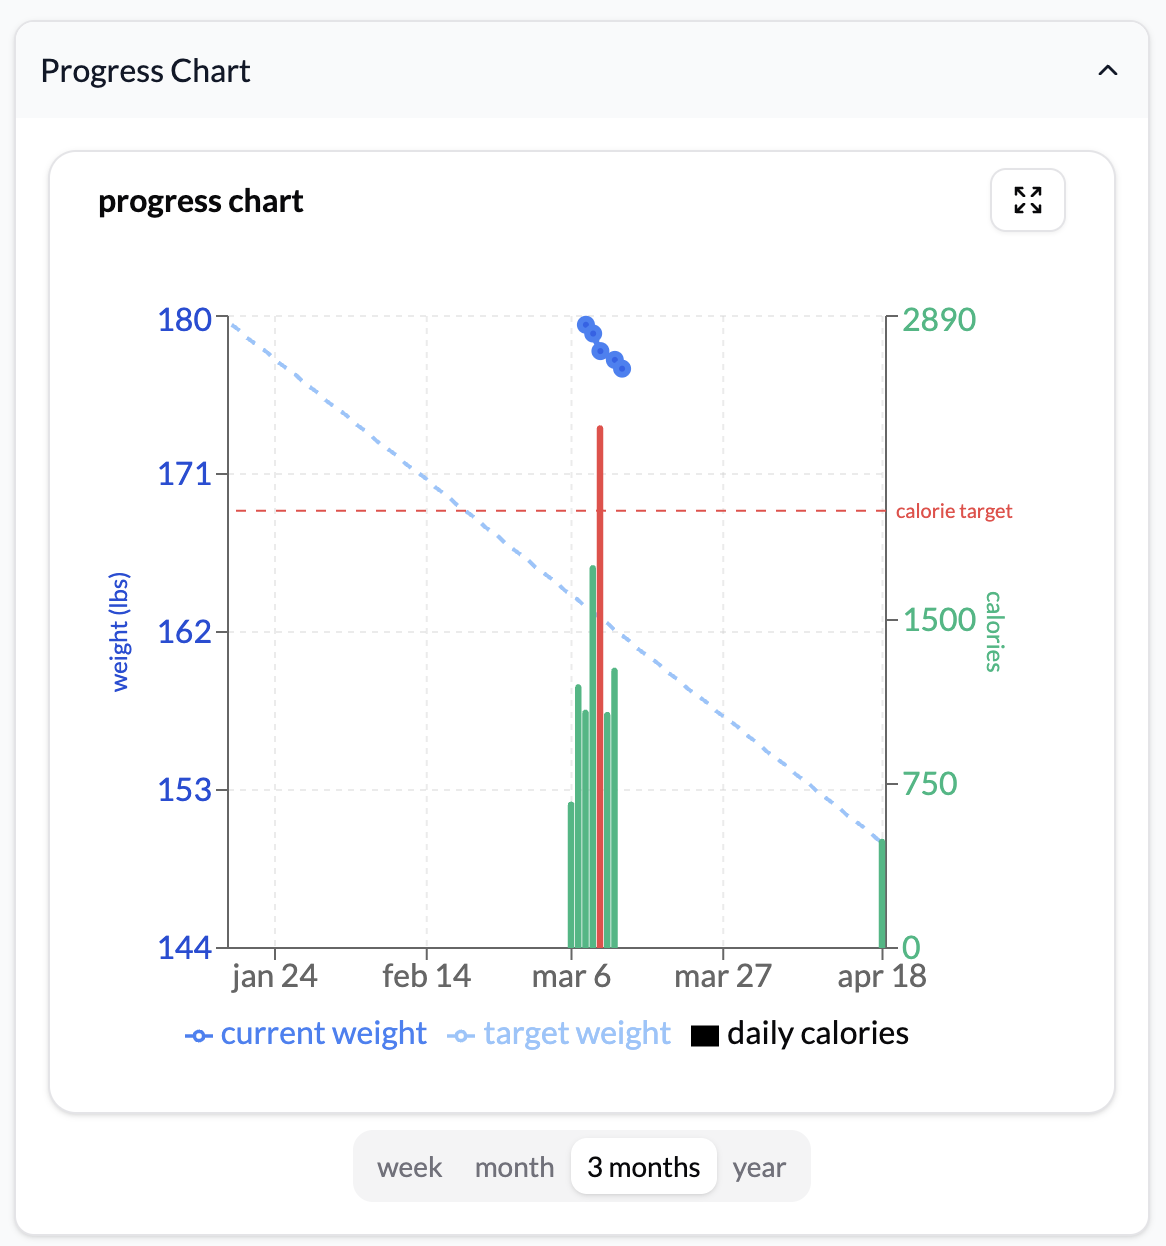 Progress Chart
progress chart
180
171
162
153
144
weight (lbs)
2890
1500
750
0
calories
calorie target
jan 24 feb 14 mar 6 mar 27 apr 18
current weight target weight daily calories
week month 3 months year